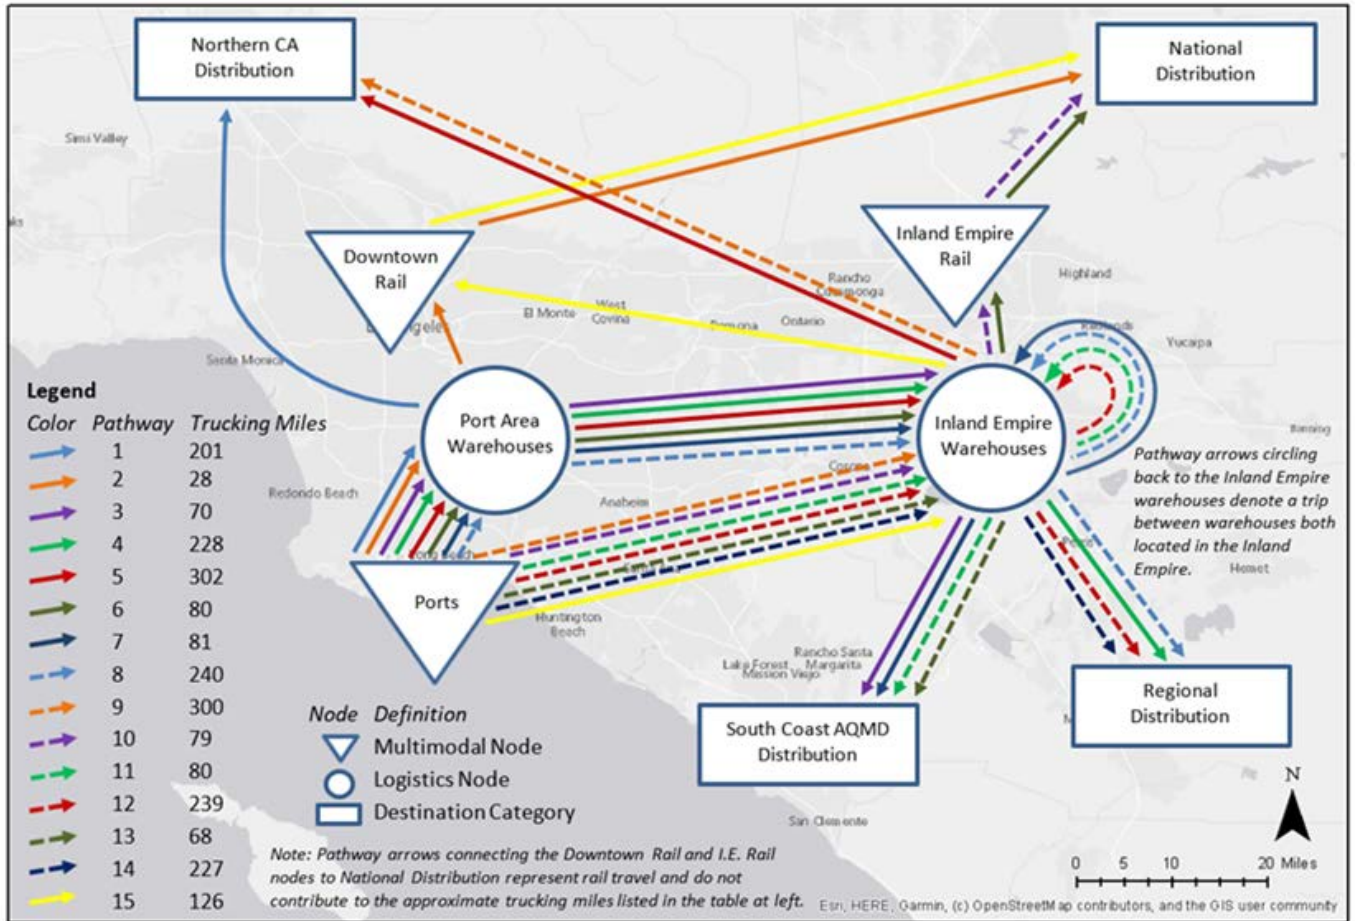 Northern CA
Distribution
National
Distribution
Simi Valley
Downtown
Rail
Inland Empire
Rail
Highland
Rancho
Cucamonga
El Monte
West
Covina
Pomona
Ontario
Redlands
Yucaipa
Santa Monica
Port Area
Warehouses
Inland Empire
Warehouses
Banning
Corona
Pathway arrows circling
back to the Inland Empire
warehouses denote a trip
between warehouses both
located in the Inland
Empire.
Redondo Beach
Anaheim
Long Beach
Hemet
Ports
Huntington
Beach
Rancho Santa
Margarita
Lake Forest
Mission Viejo
South Coast AQMD
Distribution
Regional
Distribution
San Clemente
Legend
Color Pathway Trucking Miles
1 201
2 28
3 70
4 228
5 302
6 80
7 81
8 240
9 300
10 79
11 80
12 239
13 68
14 227
15 126
Node Definition
Multimodal Node
Logistics Node
Destination Category
Note: Pathway arrows connecting the Downtown Rail and I.E. Rail
nodes to National Distribution represent rail travel and do not
contribute to the approximate trucking miles listed in the table at left.
N
0 5 10 20 Miles
Esri, HERE, Garmin, (c) OpenStreetMap contributors, and the GIS user community